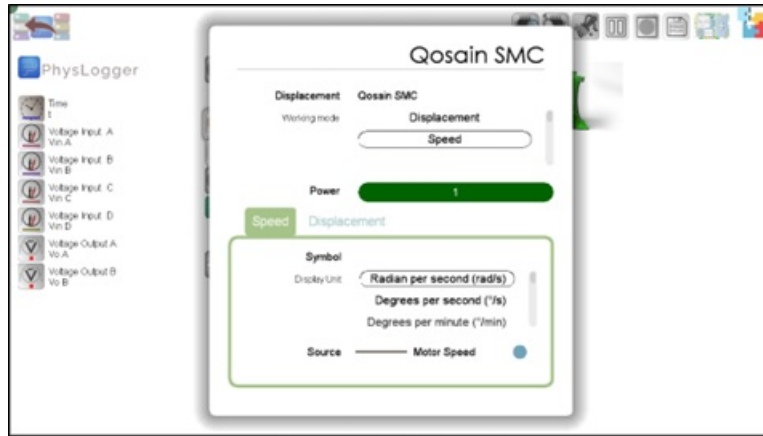 PhysLogger
Time
t
Voltage Input A
Vin A
Voltage Input B
Vin B
Voltage Input C
Vin C
Voltage Input D
Vin D
Voltage Output A
Vo A
Voltage Output B
Vo B
Qosain SMC
Displacement Qosain SMC
Working mode Displacement
Speed
Power 1
Speed Displacement
Symbol
Display Unit Radian per second (rad/s)
Degrees per second (°/s)
Degrees per minute (°/min)
Source Motor Speed